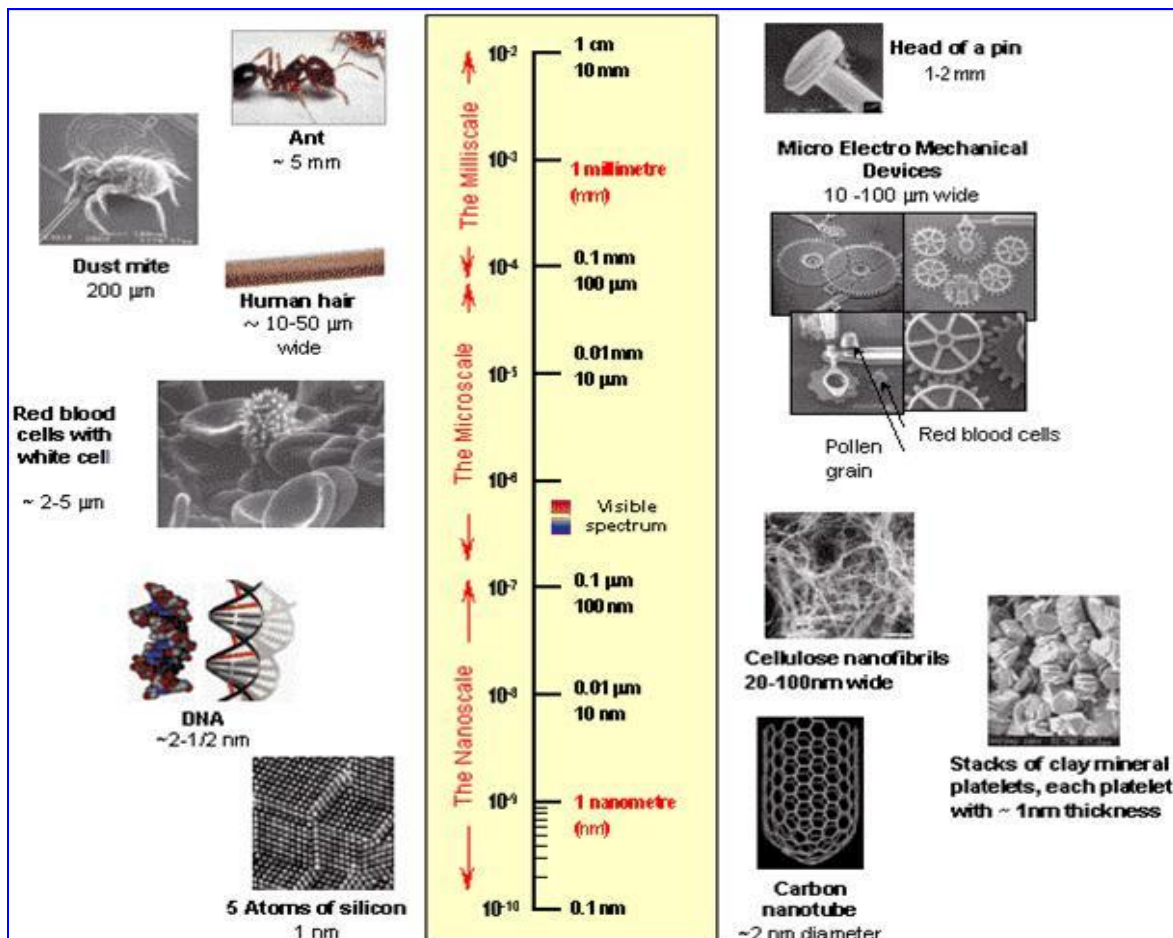 Ant
~ 5 mm
Dust mite
200 µm
Human hair
~ 10-50 µm
wide
Red blood
cells with
white cell
~ 2-5 µm
DNA
~2-1/2 nm
5 Atoms of silicon
1 nm
The Milliscale
The Microscale
The Nanoscale
10-2
1 cm
10 mm
10-3
1 millimetre
(mm)
10-4
0.1 mm
100 µm
10-5
0.01 mm
10 µm
10-6
Visible
spectrum
10-7
0.1 µm
100 nm
10-8
0.01 µm
10 nm
10-9
1 nanometre
(nm)
10-10
0.1 nm
Head of a pin
1-2 mm
Micro Electro Mechanical
Devices
10 -100 µm wide
Pollen
grain
Red blood cells
Cellulose nanofibrils
20-100nm wide
Stacks of clay mineral
platelets, each platelet
with ~ 1nm thickness
Carbon
nanotube
~2 nm diameter